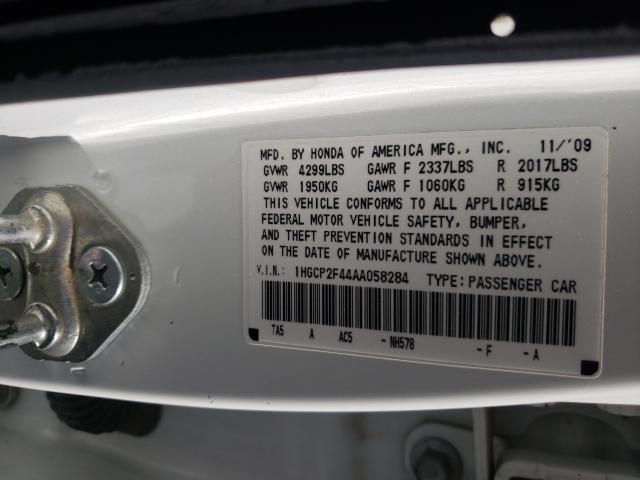 MFD. BY HONDA OF AMERICA MFG., INC. 11/'09
GVWR 4299LBS GAWR F 2337LBS R 2017LBS
GVWR 1950KG GAWR F 1060KG R 915KG
THIS VEHICLE CONFORMS TO ALL APPLICABLE
FEDERAL MOTOR VEHICLE SAFETY, BUMPER,
AND THEFT PREVENTION STANDARDS IN EFFECT
ON THE DATE OF MANUFACTURE SHOWN ABOVE.
V.I.N.: 1HGCP2F44AA058284 TYPE: PASSENGER CAR
TA5 A AC5 -NH578 -F -A